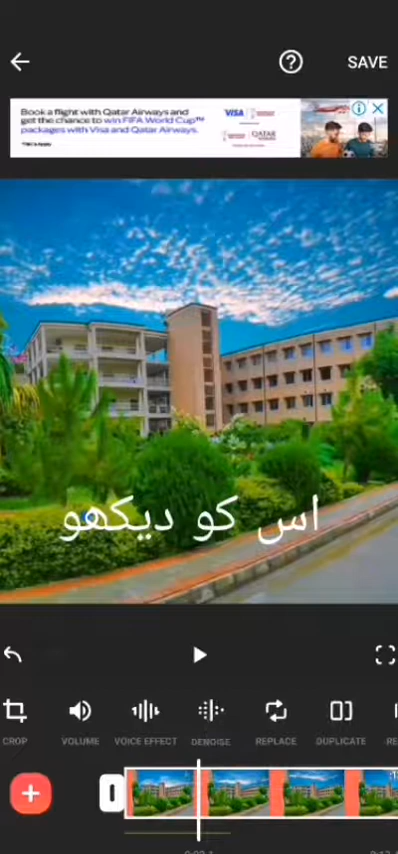 SAVE
Book a flight with Qatar Airways and
get the chance to win FIFA World Cup™
packages with Visa and Qatar Airways.
VISA
QATAR
اس کو دیکھو
CROP
VOLUME
VOICE EFFECT
DENOISE
REPLACE
DUPLICATE